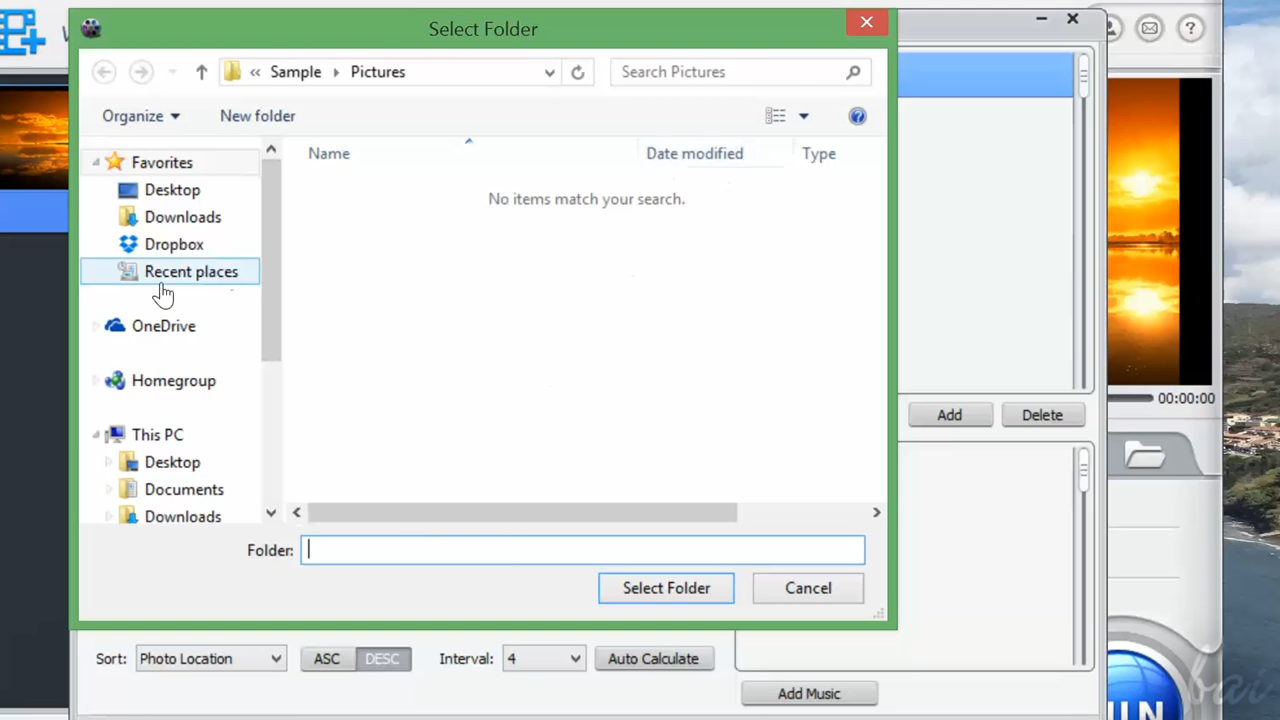 Select Folder
« Sample Pictures
Search Pictures
Organize
New folder
Name
Date modified
Type
No items match your search.
Favorites
Desktop
Downloads
Dropbox
Recent places
OneDrive
Homegroup
This PC
Desktop
Documents
Downloads
Folder:
Select Folder
Cancel
00:00:00
Add
Delete
Sort:
Photo Location
ASC
DESC
Interval:
4
Auto Calculate
Add Music